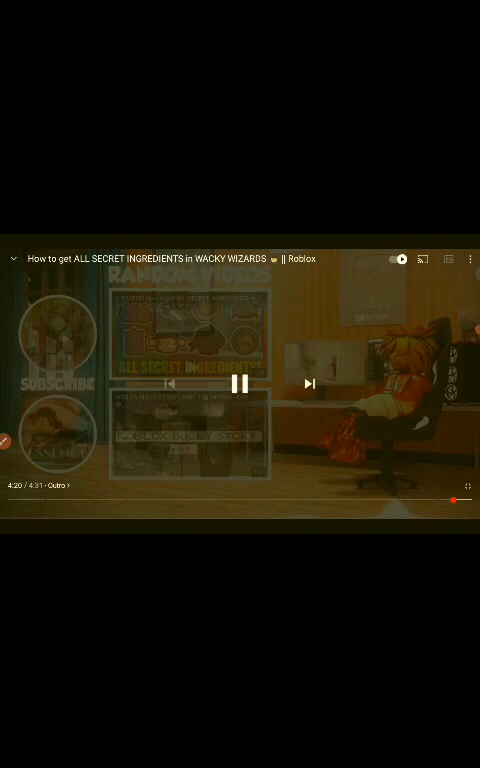 How to get ALL SECRET INGREDIENTS in WACKY WIZARDS 🤝 || Roblox
RANDOM VIDEOS
ALL SECRET INGREDIENTS!
SUBSCRIBE
ROBLOX BULLY STORY
ESSENCE
4:20 / 4:31 · Outro >